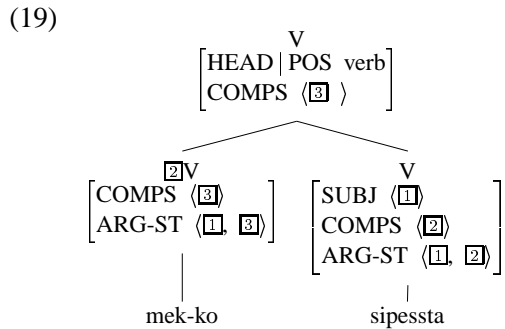 (19)
V
[HEAD | POS verb
COMPS ⟨[3] ⟩]
[2]V V
[COMPS ⟨[3]⟩ [SUBJ ⟨[1]⟩
ARG-ST ⟨[1], [3]⟩] COMPS ⟨[2]⟩
ARG-ST ⟨[1], [2]⟩]
mek-ko sipessta